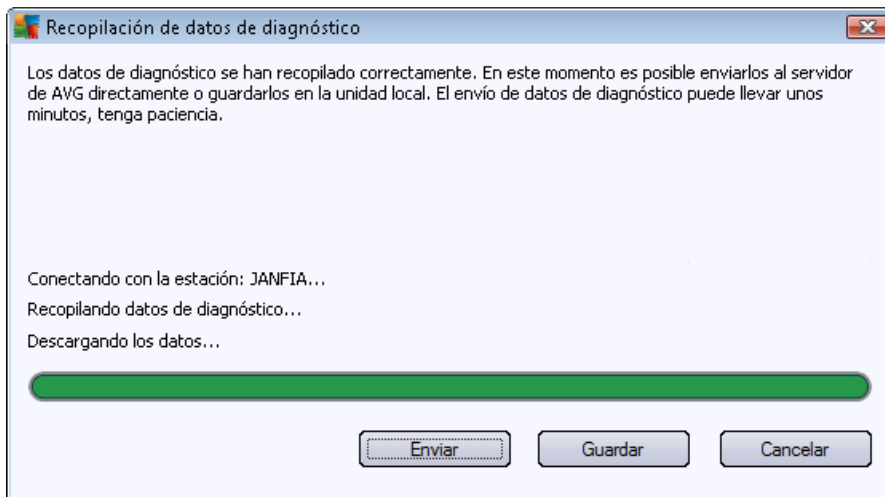 Recopilación de datos de diagnóstico
Los datos de diagnóstico se han recopilado correctamente. En este momento es posible enviarlos al servidor
de AVG directamente o guardarlos en la unidad local. El envío de datos de diagnóstico puede llevar unos
minutos, tenga paciencia.
Conectando con la estación: JANFIA...
Recopilando datos de diagnóstico...
Descargando los datos...
Enviar Guardar Cancelar